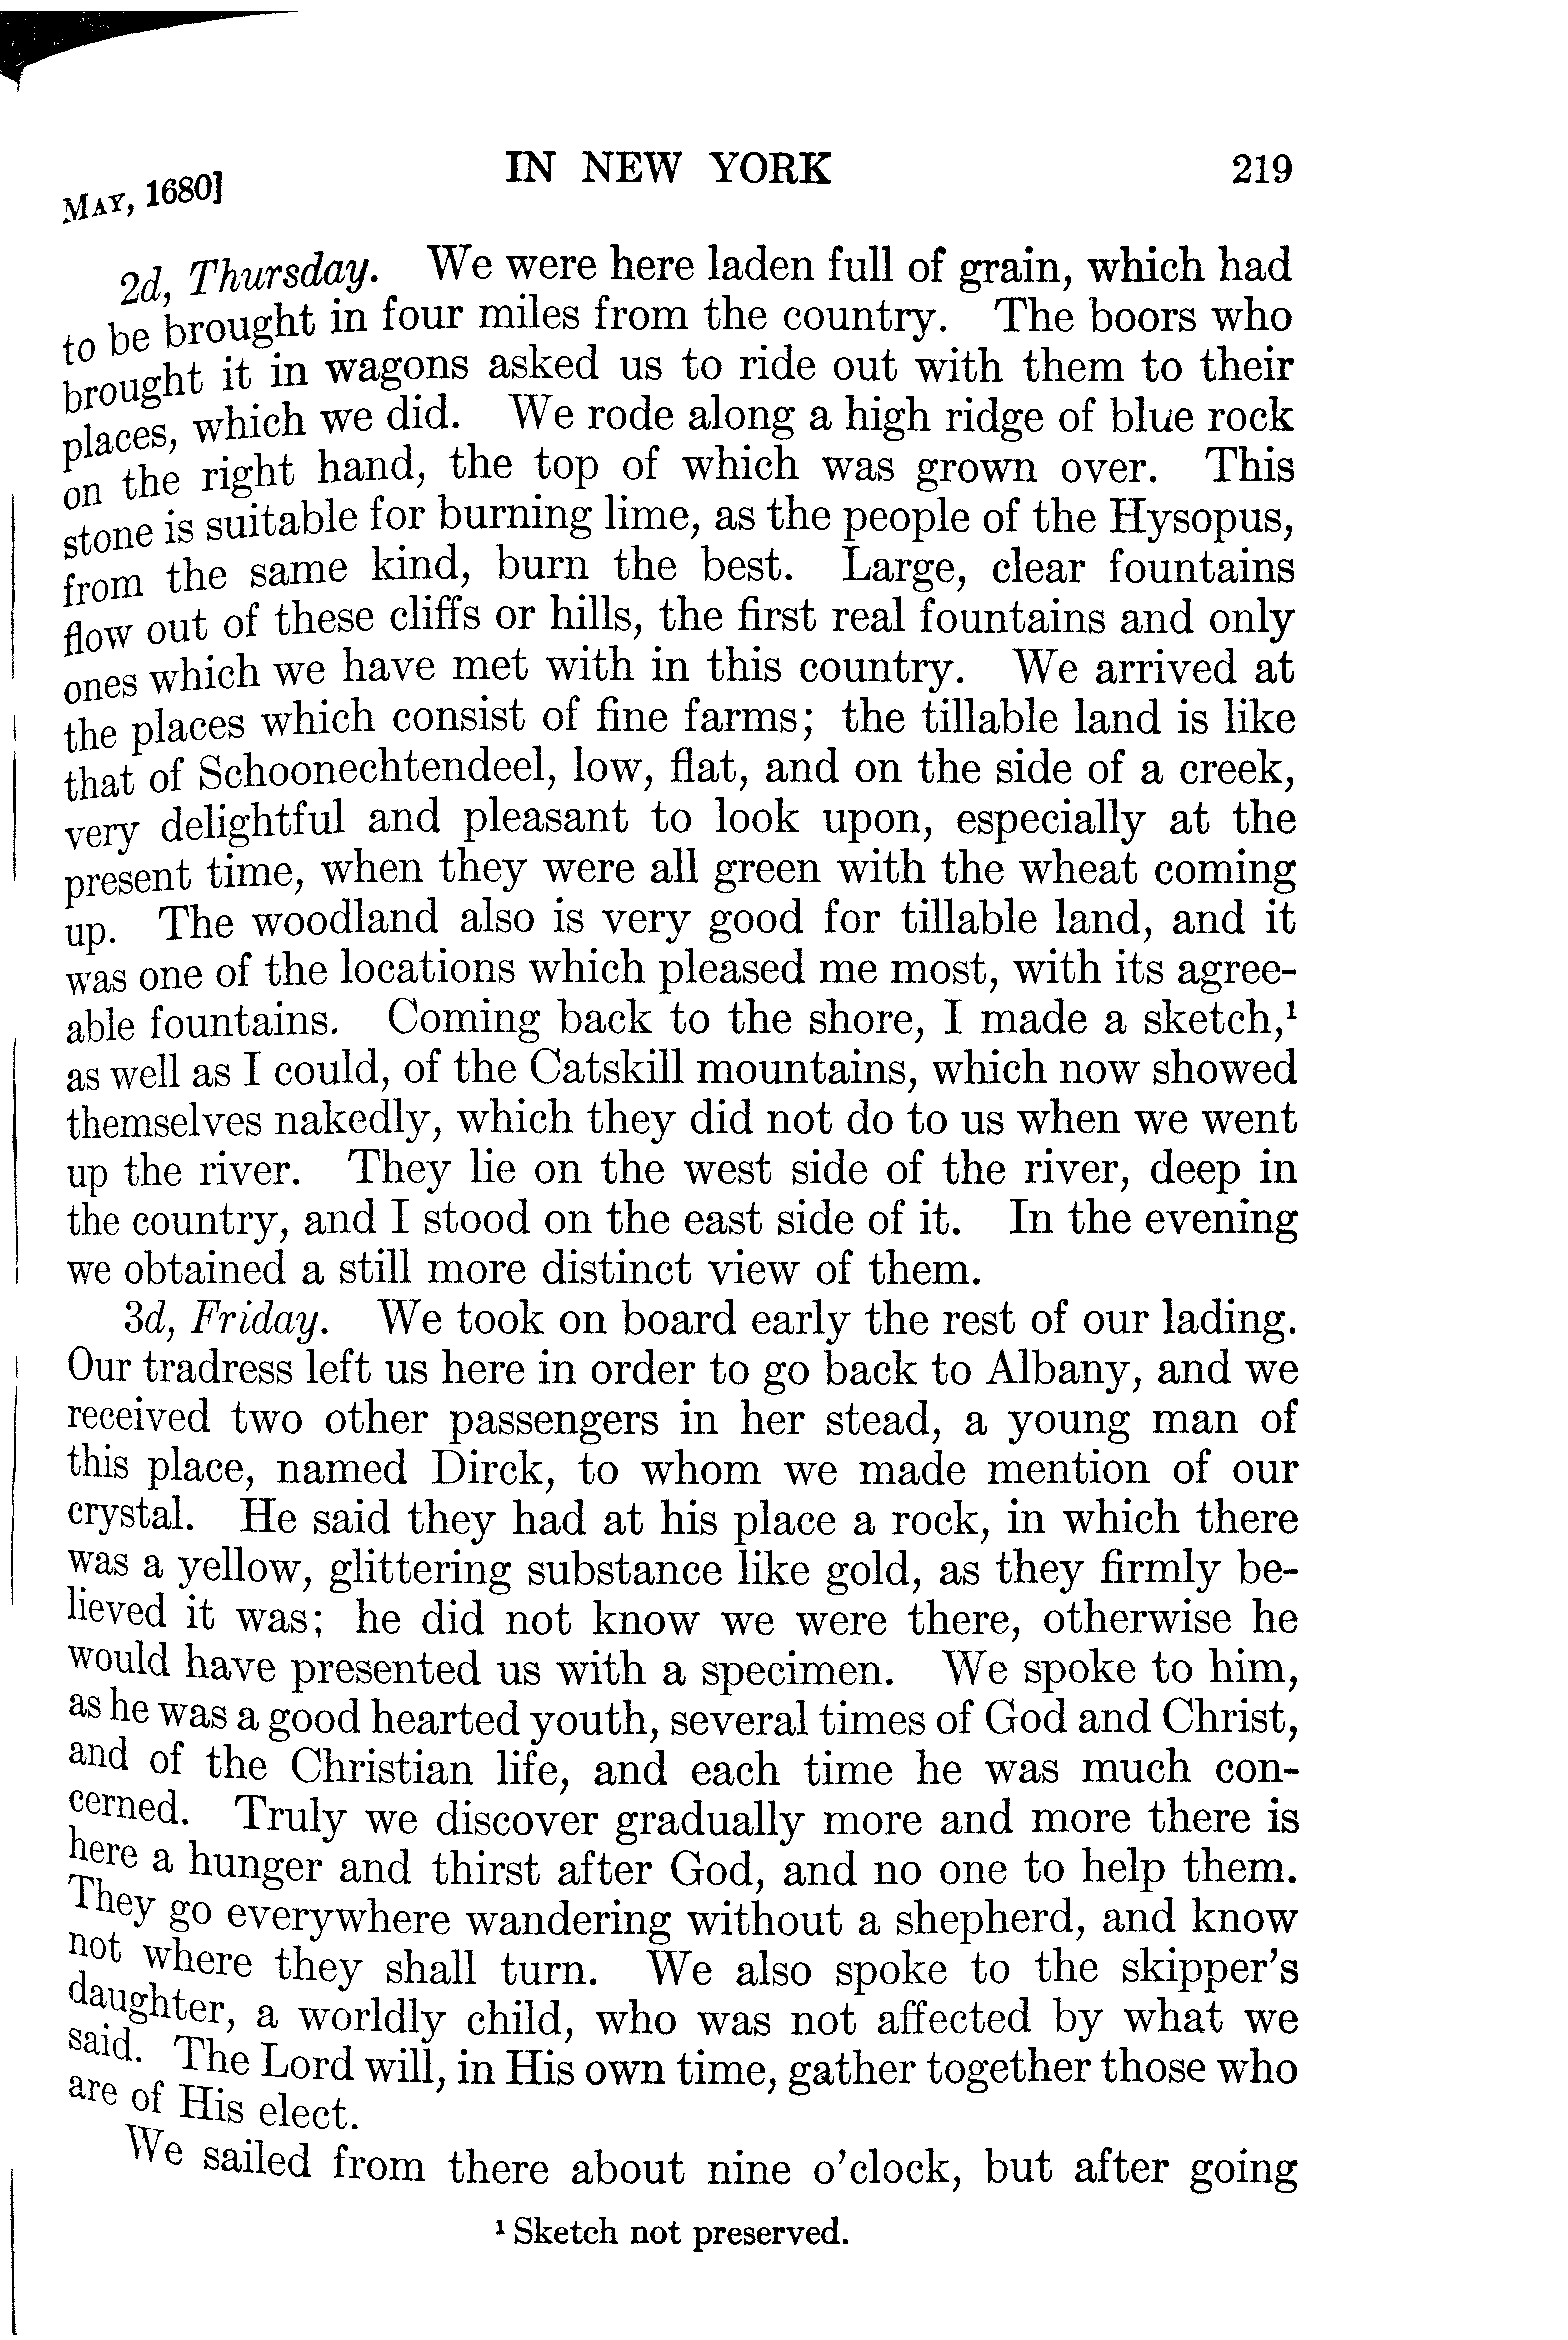 MAY, 1680] IN NEW YORK 219
2d, Thursday. We were here laden full of grain, which had
to be brought in four miles from the country. The boors who
brought it in wagons asked us to ride out with them to their
places, which we did. We rode along a high ridge of blue rock
on the right hand, the top of which was grown over. This
stone is suitable for burning lime, as the people of the Hysopus,
from the same kind, burn the best. Large, clear fountains
flow out of these cliffs or hills, the first real fountains and only
ones which we have met with in this country. We arrived at
the places which consist of fine farms; the tillable land is like
that of Schoonechtendeel, low, flat, and on the side of a creek,
very delightful and pleasant to look upon, especially at the
present time, when they were all green with the wheat coming
up. The woodland also is very good for tillable land, and it
was one of the locations which pleased me most, with its agree-
able fountains. Coming back to the shore, I made a sketch,¹
as well as I could, of the Catskill mountains, which now showed
themselves nakedly, which they did not do to us when we went
up the river. They lie on the west side of the river, deep in
the country, and I stood on the east side of it. In the evening
we obtained a still more distinct view of them.
3d, Friday. We took on board early the rest of our lading.
Our tradress left us here in order to go back to Albany, and we
received two other passengers in her stead, a young man of
this place, named Dirck, to whom we made mention of our
crystal. He said they had at his place a rock, in which there
was a yellow, glittering substance like gold, as they firmly be-
lieved it was; he did not know we were there, otherwise he
would have presented us with a specimen. We spoke to him,
as he was a good hearted youth, several times of God and Christ,
and of the Christian life, and each time he was much con-
cerned. Truly we discover gradually more and more there is
here a hunger and thirst after God, and no one to help them.
They go everywhere wandering without a shepherd, and know
not where they shall turn. We also spoke to the skipper's
daughter, a worldly child, who was not affected by what we
said. The Lord will, in His own time, gather together those who
are of His elect.
We sailed from there about nine o'clock, but after going
¹ Sketch not preserved.